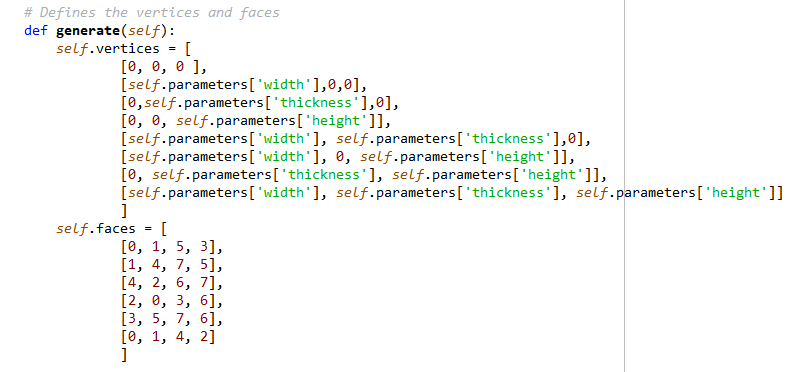 # Defines the vertices and faces
def generate(self):
self.vertices = [
[0, 0, 0 ],
[self.parameters['width'],0,0],
[0,self.parameters['thickness'],0],
[0, 0, self.parameters['height']],
[self.parameters['width'], self.parameters['thickness'],0],
[self.parameters['width'], 0, self.parameters['height']],
[0, self.parameters['thickness'], self.parameters['height']],
[self.parameters['width'], self.parameters['thickness'], self.parameters['height']]
]
self.faces = [
[0, 1, 5, 3],
[1, 4, 7, 5],
[4, 2, 6, 7],
[2, 0, 3, 6],
[3, 5, 7, 6],
[0, 1, 4, 2]
]